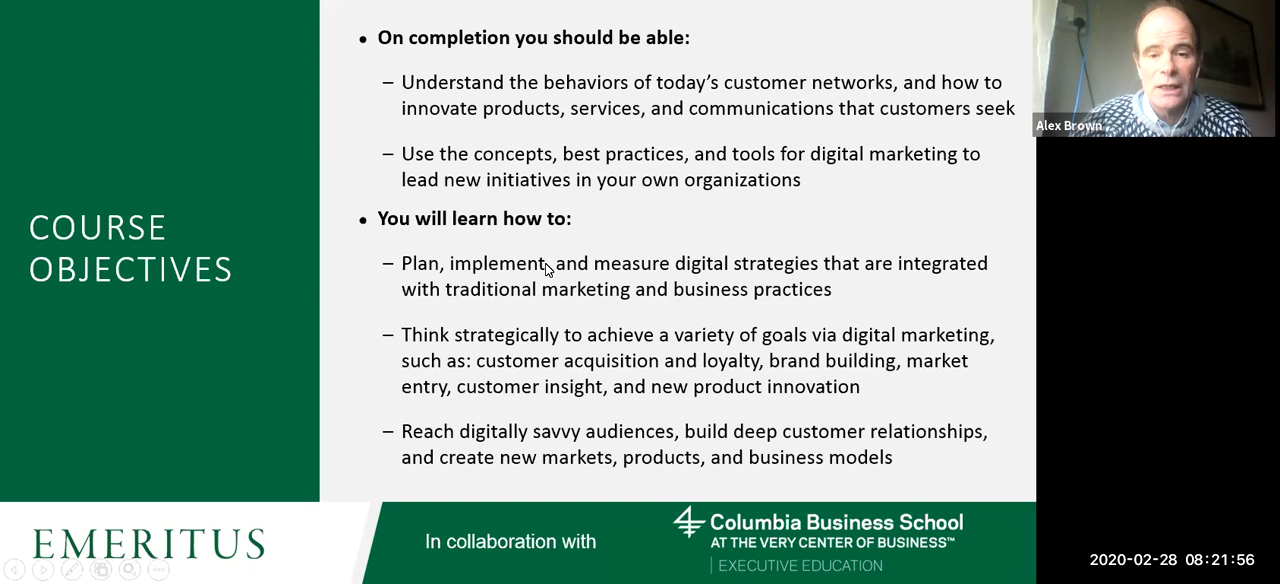 COURSE
OBJECTIVES
• On completion you should be able:
– Understand the behaviors of today’s customer networks, and how to
innovate products, services, and communications that customers seek
– Use the concepts, best practices, and tools for digital marketing to
lead new initiatives in your own organizations
• You will learn how to:
– Plan, implement, and measure digital strategies that are integrated
with traditional marketing and business practices
– Think strategically to achieve a variety of goals via digital marketing,
such as: customer acquisition and loyalty, brand building, market
entry, customer insight, and new product innovation
– Reach digitally savvy audiences, build deep customer relationships,
and create new markets, products, and business models
Alex Brown
EMERITUS
In collaboration with
Columbia Business School
AT THE VERY CENTER OF BUSINESS™
EXECUTIVE EDUCATION
2020-02-28 08:21:56